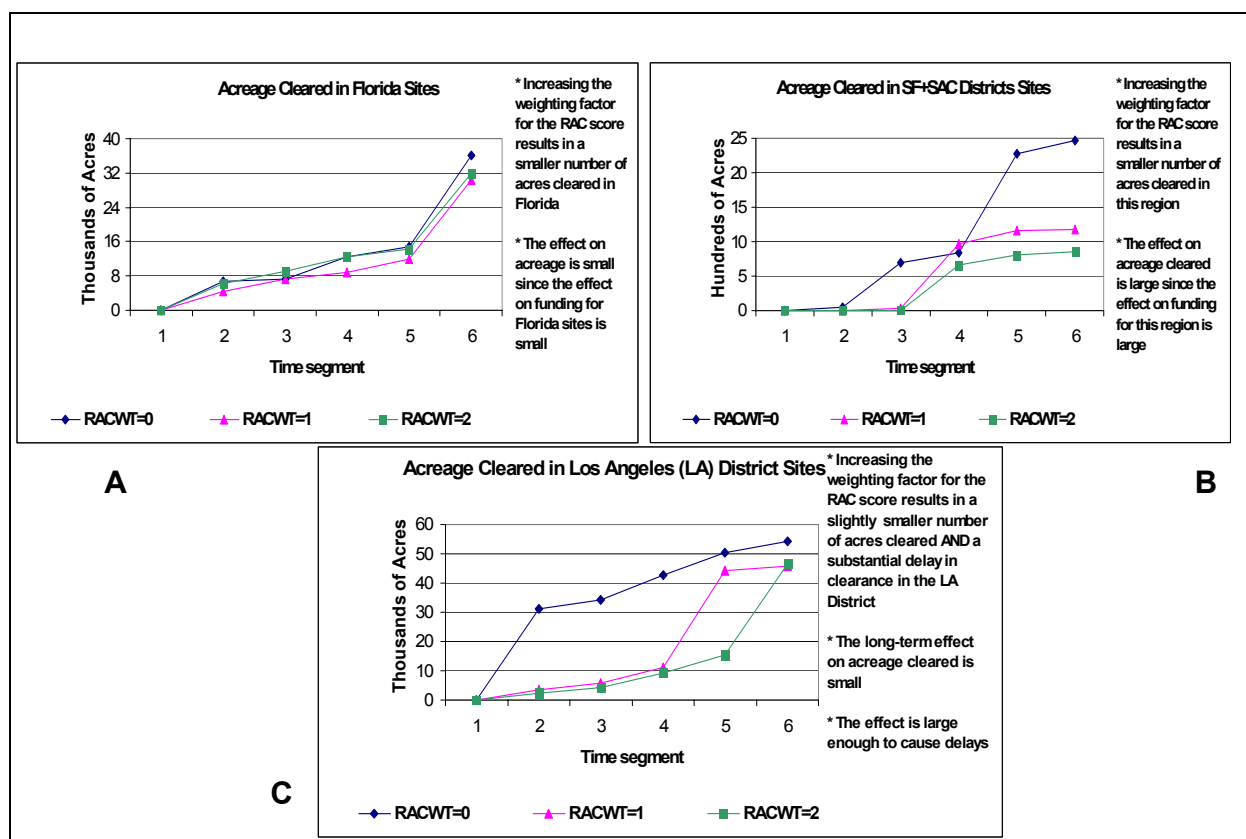 Acreage Cleared in Florida Sites
Thousands of Acres
40
32
24
16
8
0
1 2 3 4 5 6
Time segment
RACWT=0 RACWT=1 RACWT=2
* Increasing the
weighting factor
for the RAC score
results in a
smaller number of
acres cleared in
Florida
* The effect on
acreage is small
since the effect
on funding for
Florida sites is
small
A
Acreage Cleared in SF+SAC Districts Sites
Hundreds of Acres
25
20
15
10
5
0
1 2 3 4 5 6
Time segment
RACWT=0 RACWT=1 RACWT=2
* Increasing the
weighting factor
for the RAC score
results in a
smaller number of
acres cleared in
this region
* The effect on
acreage cleared
is large since the
effect on funding
for this region is
large
B
Acreage Cleared in Los Angeles (LA) District Sites
Thousands of Acres
60
50
40
30
20
10
0
1 2 3 4 5 6
Time segment
RACWT=0 RACWT=1 RACWT=2
* Increasing the
weighting factor for the
RAC score results in a
slightly smaller number
of acres cleared AND a
substantial delay in
clearance in the LA
District
* The long-term effect
on acreage cleared is
small
* The effect is large
enough to cause delays
C